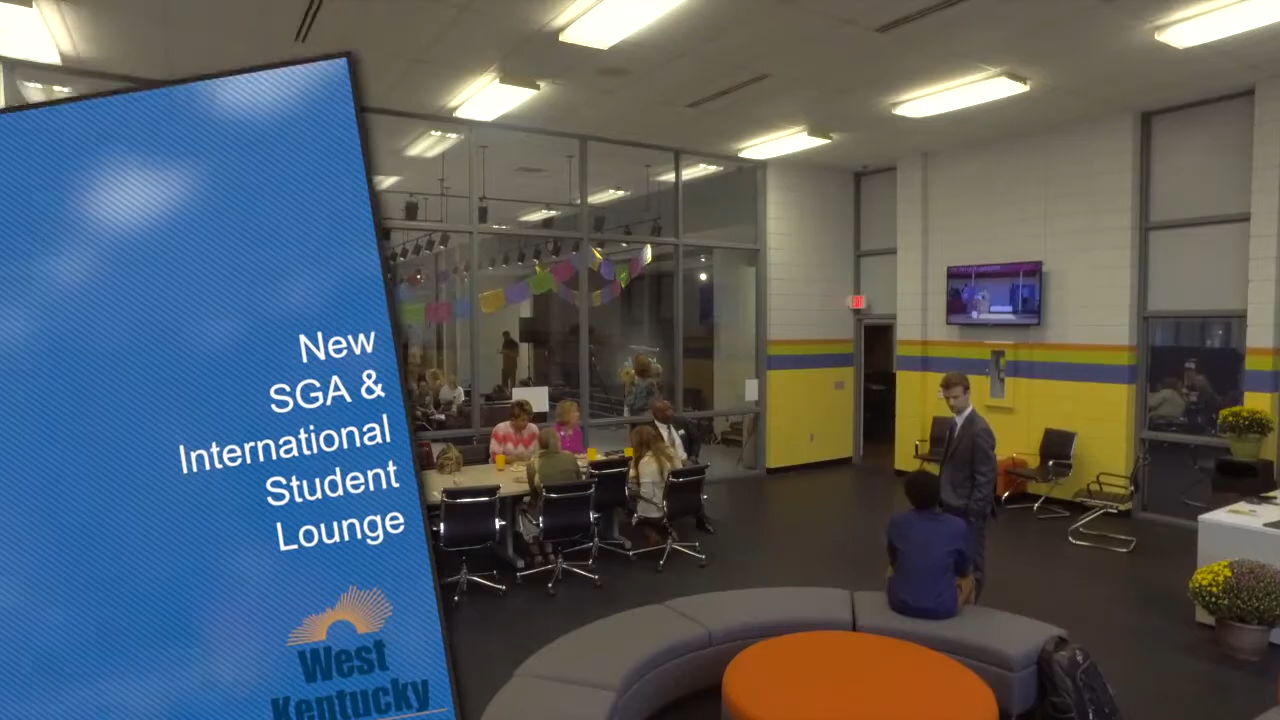 New
SGA &
International
Student
Lounge
West
Kentucky